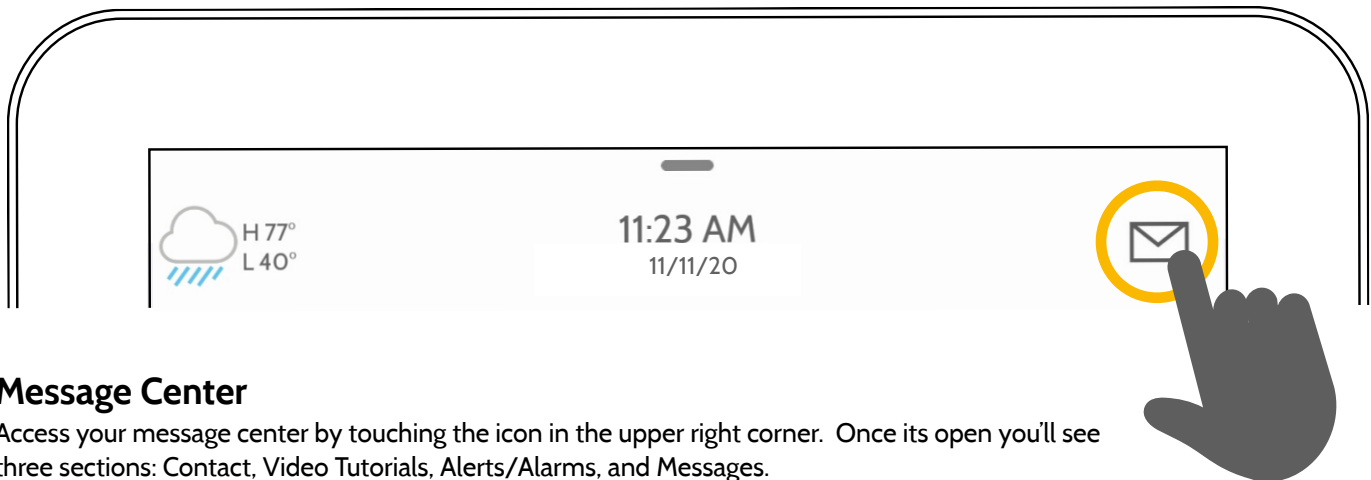 H 77°
L 40°
11:23 AM
11/11/20
Message Center
Access your message center by touching the icon in the upper right corner.  Once its open you'll see
three sections: Contact, Video Tutorials, Alerts/Alarms, and Messages.